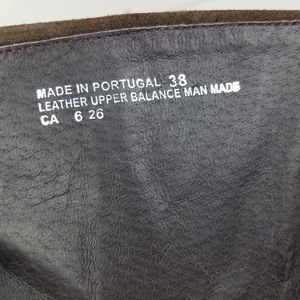 MADE IN PORTUGAL 38
LEATHER UPPER BALANCE MAN MADE
CA 6 26